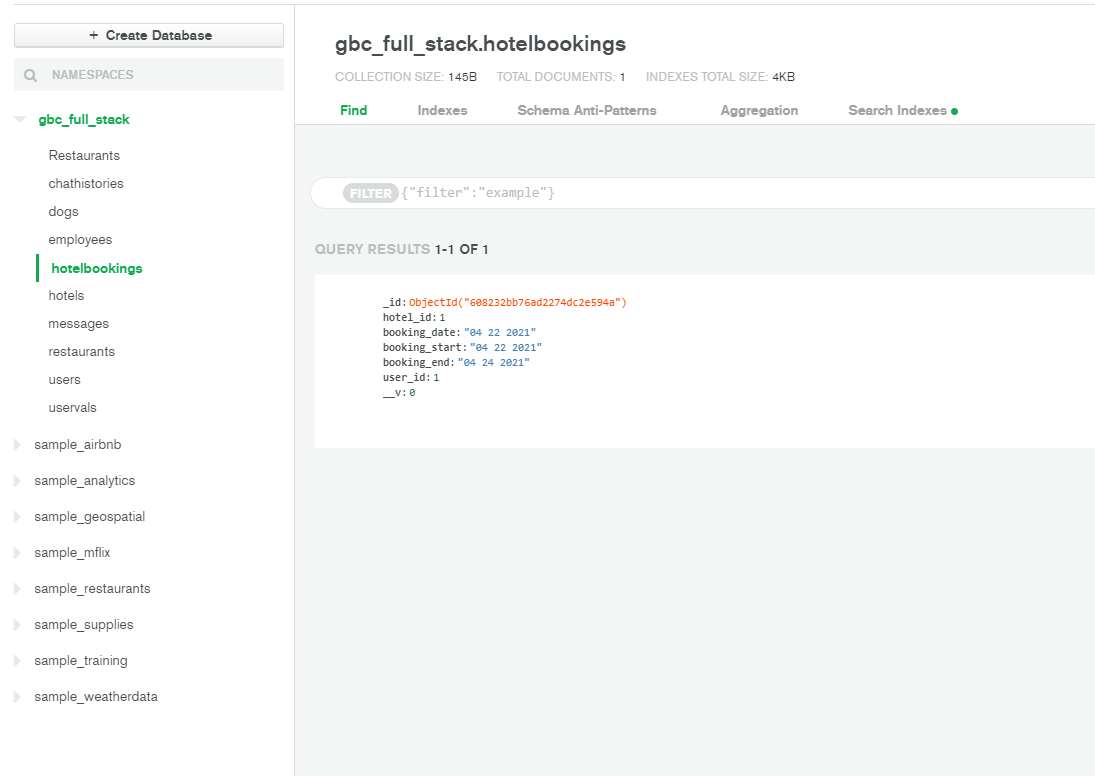 + Create Database
NAMESPACES
gbc_full_stack
Restaurants
chathistories
dogs
employees
hotelbookings
hotels
messages
restaurants
users
uservals
sample_airbnb
sample_analytics
sample_geospatial
sample_mflix
sample_restaurants
sample_supplies
sample_training
sample_weatherdata
gbc_full_stack.hotelbookings
COLLECTION SIZE: 145B TOTAL DOCUMENTS: 1 INDEXES TOTAL SIZE: 4KB
Find Indexes Schema Anti-Patterns Aggregation Search Indexes
FILTER {"filter":"example"}
QUERY RESULTS 1-1 OF 1
_id: ObjectId("608232bb76ad2274dc2e594a")
hotel_id: 1
booking_date: "04 22 2021"
booking_start: "04 22 2021"
booking_end: "04 24 2021"
user_id: 1
__v: 0